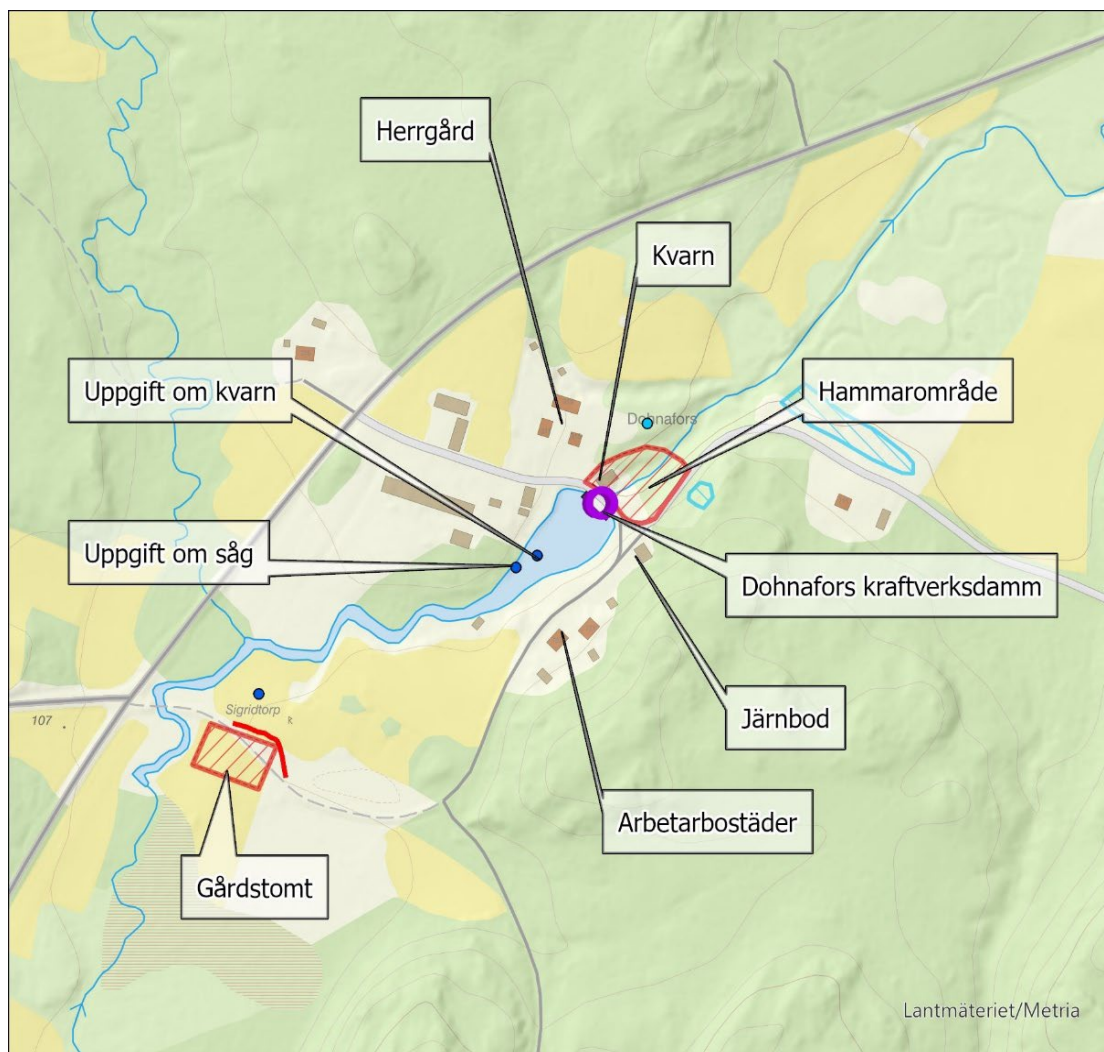 Herrgård
Kvarn
Uppgift om kvarn
Hammarområde
Dohnafors
Uppgift om såg
Dohnafors kraftverksdamm
Sigridtorp
k
107
Järnbod
Arbetarbostäder
Gårdstomt
Lantmäteriet/Metria